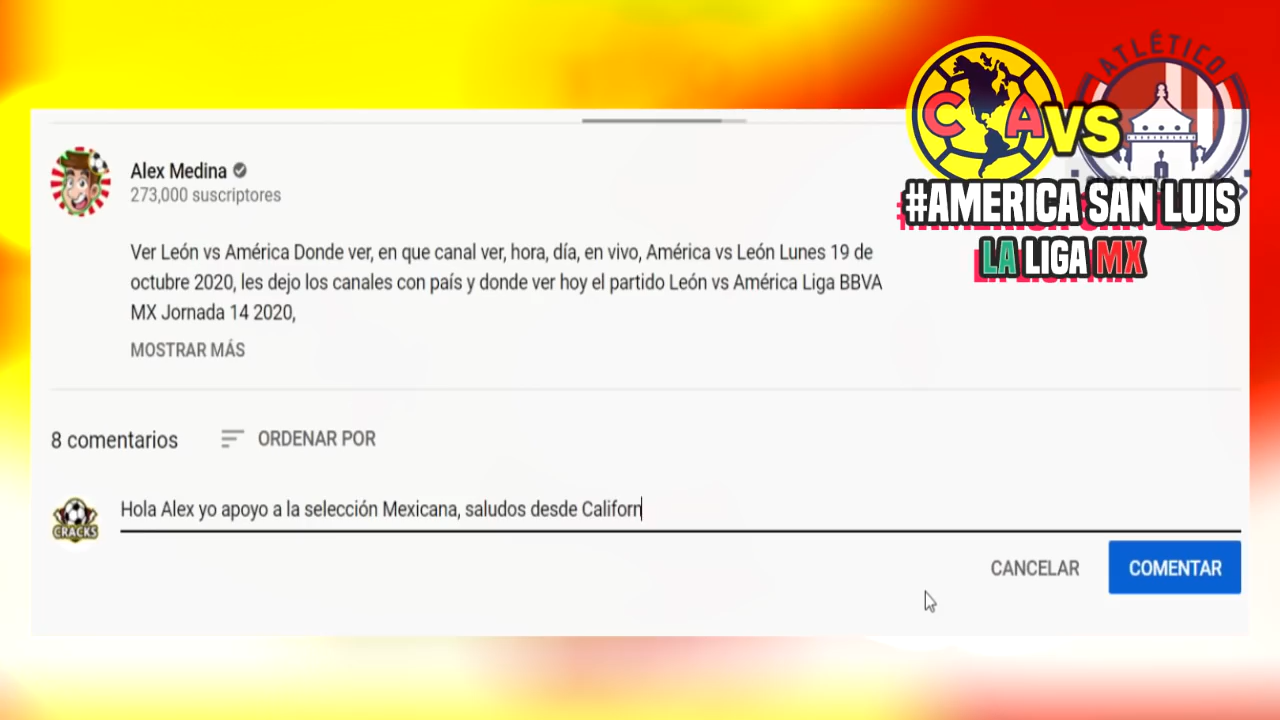 ATLÉTICO
CA
VS
#AMERICA SAN LUIS
LA LIGA MX
Alex Medina
273,000 suscriptores
Ver León vs América Donde ver, en que canal ver, hora, día, en vivo, América vs León Lunes 19 de
octubre 2020, les dejo los canales con país y donde ver hoy el partido León vs América Liga BBVA
MX Jornada 14 2020,
MOSTRAR MÁS
8 comentarios
ORDENAR POR
CRACKS
Hola Alex yo apoyo a la selección Mexicana, saludos desde Californ
CANCELAR
COMENTAR